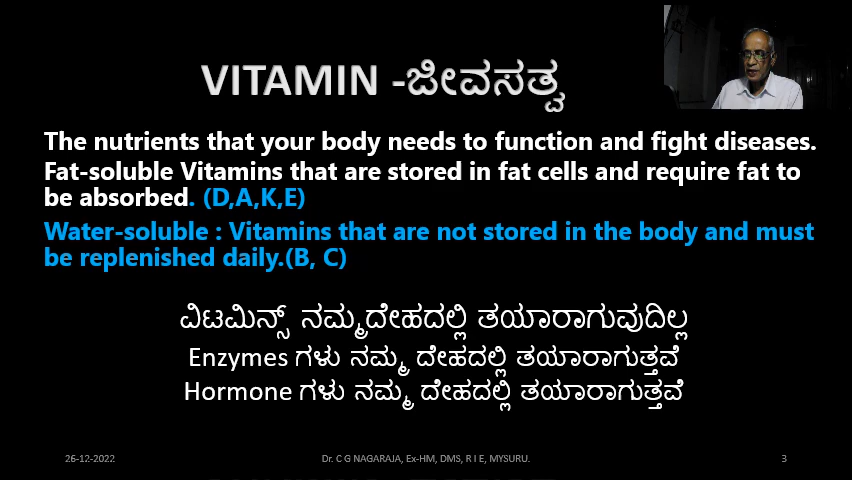 VITAMIN -ಜೀವಸತ್ವ
The nutrients that your body needs to function and fight diseases.
Fat-soluble Vitamins that are stored in fat cells and require fat to
be absorbed. (D,A,K,E)
Water-soluble : Vitamins that are not stored in the body and must
be replenished daily.(B, C)
ವಿಟಮಿನ್ಸ್ ನಮ್ಮದೇಹದಲ್ಲಿ ತಯಾರಾಗುವುದಿಲ್ಲ
Enzymes ಗಳು ನಮ್ಮ ದೇಹದಲ್ಲಿ ತಯಾರಾಗುತ್ತವೆ
Hormone ಗಳು ನಮ್ಮ ದೇಹದಲ್ಲಿ ತಯಾರಾಗುತ್ತವೆ
26-12-2022 Dr. C G NAGARAJA, Ex-HM, DMS, R I E, MYSURU. 3